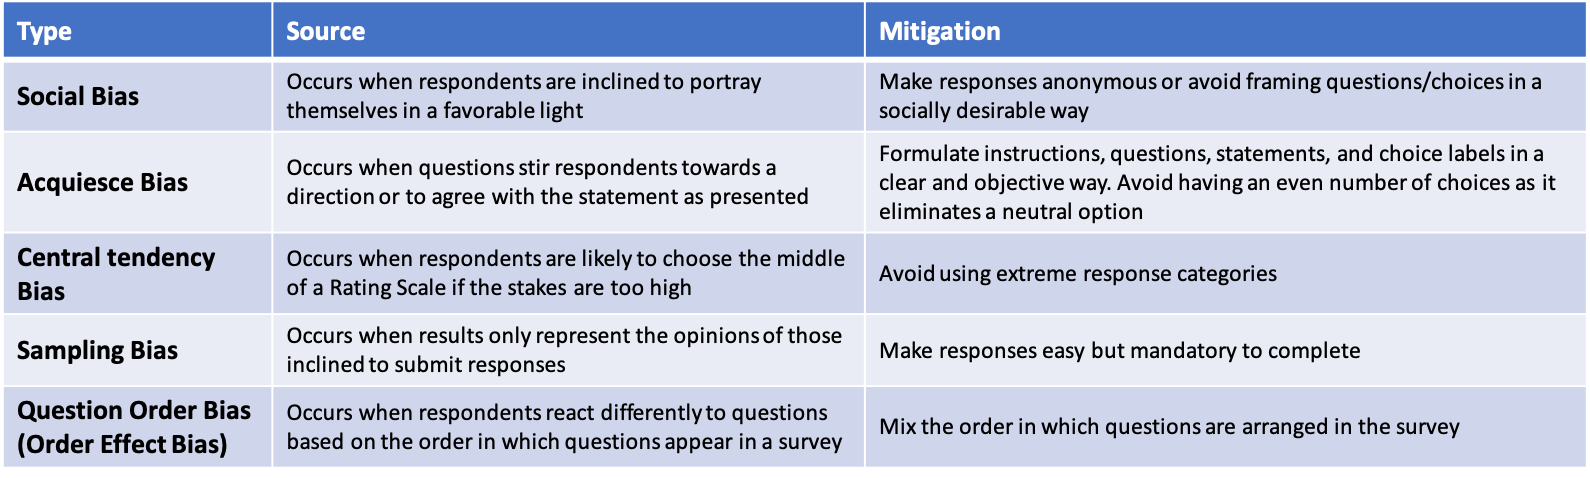 Type
Source
Mitigation
Social Bias
Occurs when respondents are inclined to portray
themselves in a favorable light
Make responses anonymous or avoid framing questions/choices in a
socially desirable way
Acquiesce Bias
Occurs when questions stir respondents towards a
direction or to agree with the statement as presented
Formulate instructions, questions, statements, and choice labels in a
clear and objective way. Avoid having an even number of choices as it
eliminates a neutral option
Central tendency
Bias
Occurs when respondents are likely to choose the middle
of a Rating Scale if the stakes are too high
Avoid using extreme response categories
Sampling Bias
Occurs when results only represent the opinions of those
inclined to submit responses
Make responses easy but mandatory to complete
Question Order Bias
(Order Effect Bias)
Occurs when respondents react differently to questions
based on the order in which questions appear in a survey
Mix the order in which questions are arranged in the survey